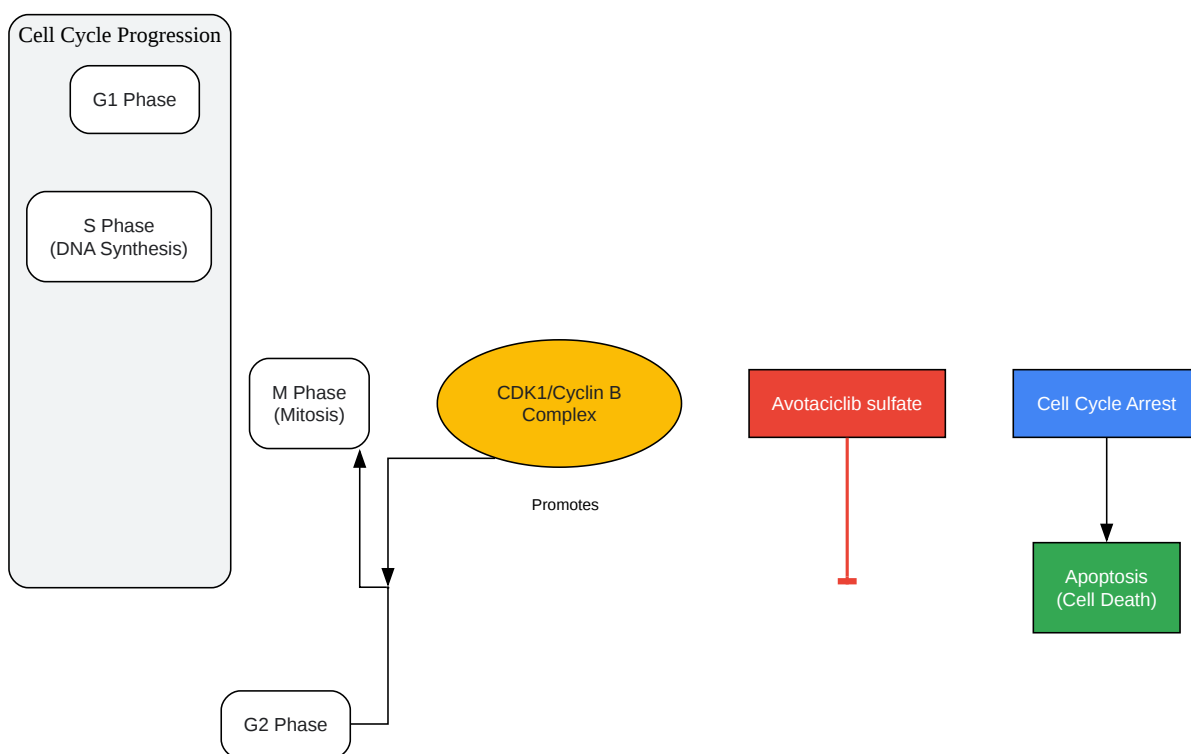 Cell Cycle Progression
G1 Phase
S Phase
(DNA Synthesis)
M Phase
(Mitosis)
CDK1/Cyclin B
Complex
Avotaciclib sulfate
Cell Cycle Arrest
Promotes
Apoptosis
(Cell Death)
G2 Phase